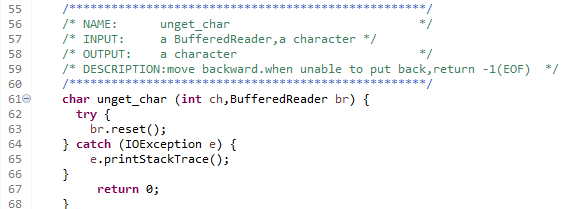 55 /***************************************************/
56 /* NAME: unget_char */
57 /* INPUT: a BufferedReader,a character */
58 /* OUTPUT: a character */
59 /* DESCRIPTION:move backward.when unable to put back,return -1(EOF) */
60 /***************************************************/
61 char unget_char (int ch,BufferedReader br) {
62 try {
63 br.reset();
64 } catch (IOException e) {
65 e.printStackTrace();
66 }
67 return 0;
68 }